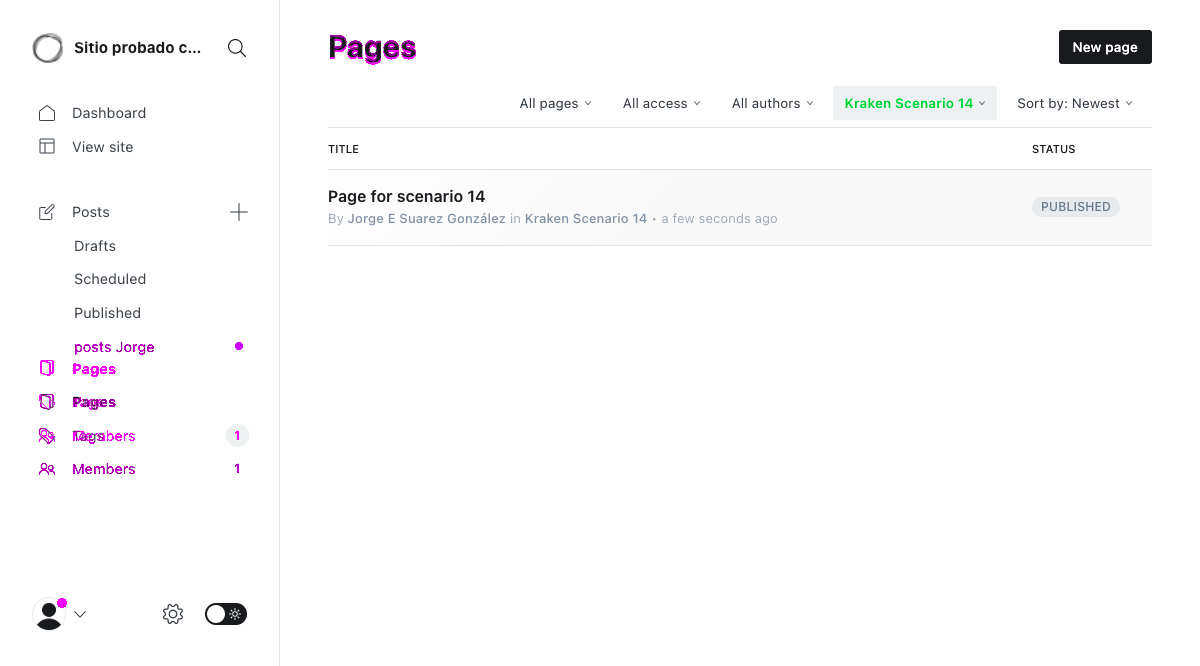 Sitio probado c...
Dashboard
View site
Posts
Drafts
Scheduled
Published
posts Jorge
Pages
Pages
Members 1
Members 1
Pages
New page
All pages
All access
All authors
Kraken Scenario 14
Sort by: Newest
TITLE
STATUS
Page for scenario 14
By Jorge E Suarez González in Kraken Scenario 14 • a few seconds ago
PUBLISHED